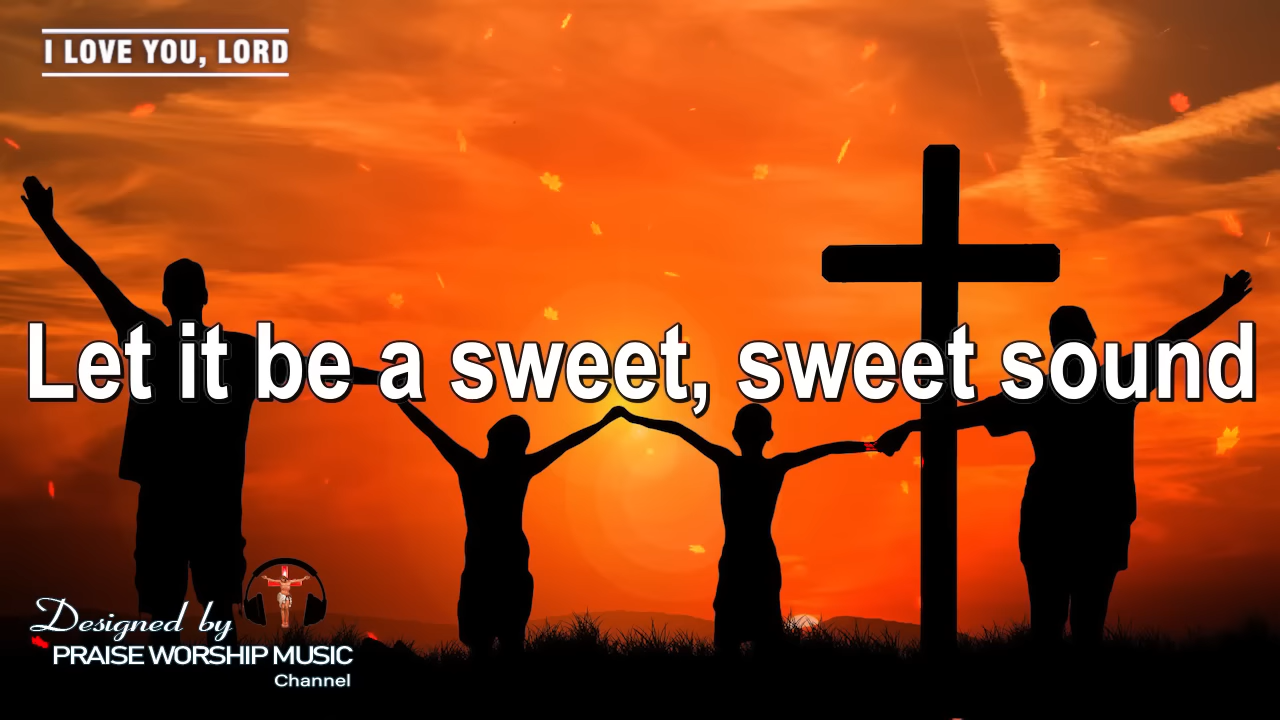 I LOVE YOU, LORD
Let it be a sweet, sweet sound
Designed by
PRAISE WORSHIP MUSIC
Channel